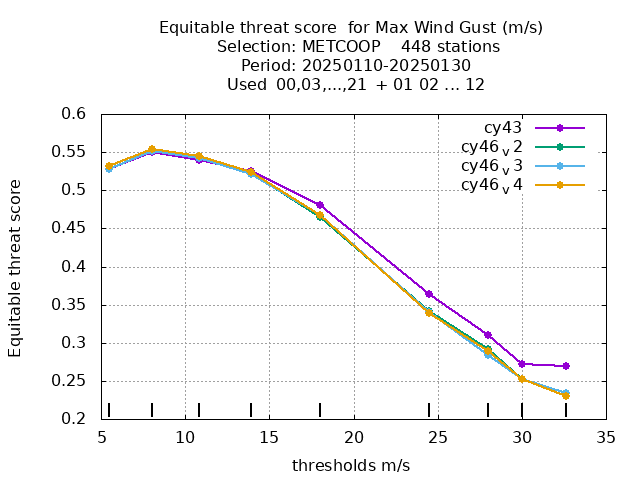 Equitable threat score  for Max Wind Gust (m/s)
Selection: METCOOP    448 stations
Period: 20250110-20250130
Used  00,03,...,21  + 01 02 ... 12
cy43
cy46 v 2
cy46 v 3
cy46 v 4
Equitable threat score
0.6
0.55
0.5
0.45
0.4
0.35
0.3
0.25
0.2
5 10 15 20 25 30 35
thresholds m/s